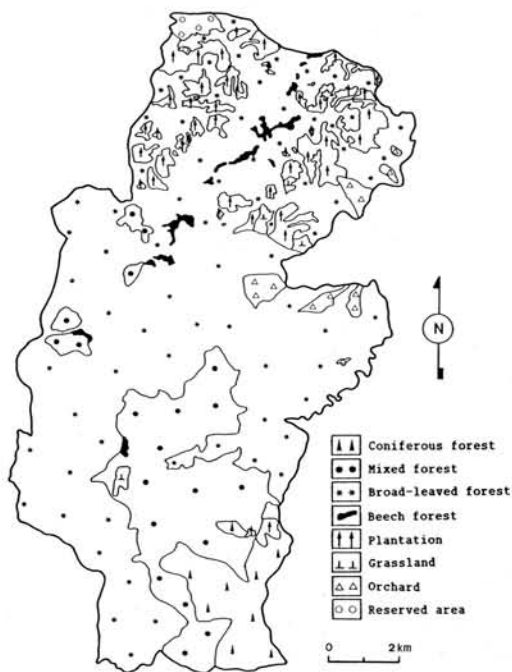 N
Coniferous forest
Mixed forest
Broad-leaved forest
Beech forest
Plantation
Grassland
Orchard
Reserved area
0 2km